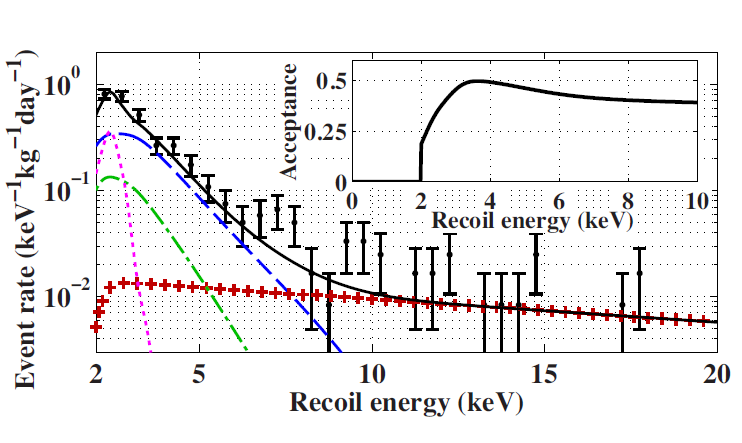 Event rate (keV⁻¹kg⁻¹day⁻¹)
10⁰
10⁻¹
10⁻²
2 5 10 15 20
Recoil energy (keV)
Acceptance
0.5
0.25
0
0 2 4 6 8 10
Recoil energy (keV)